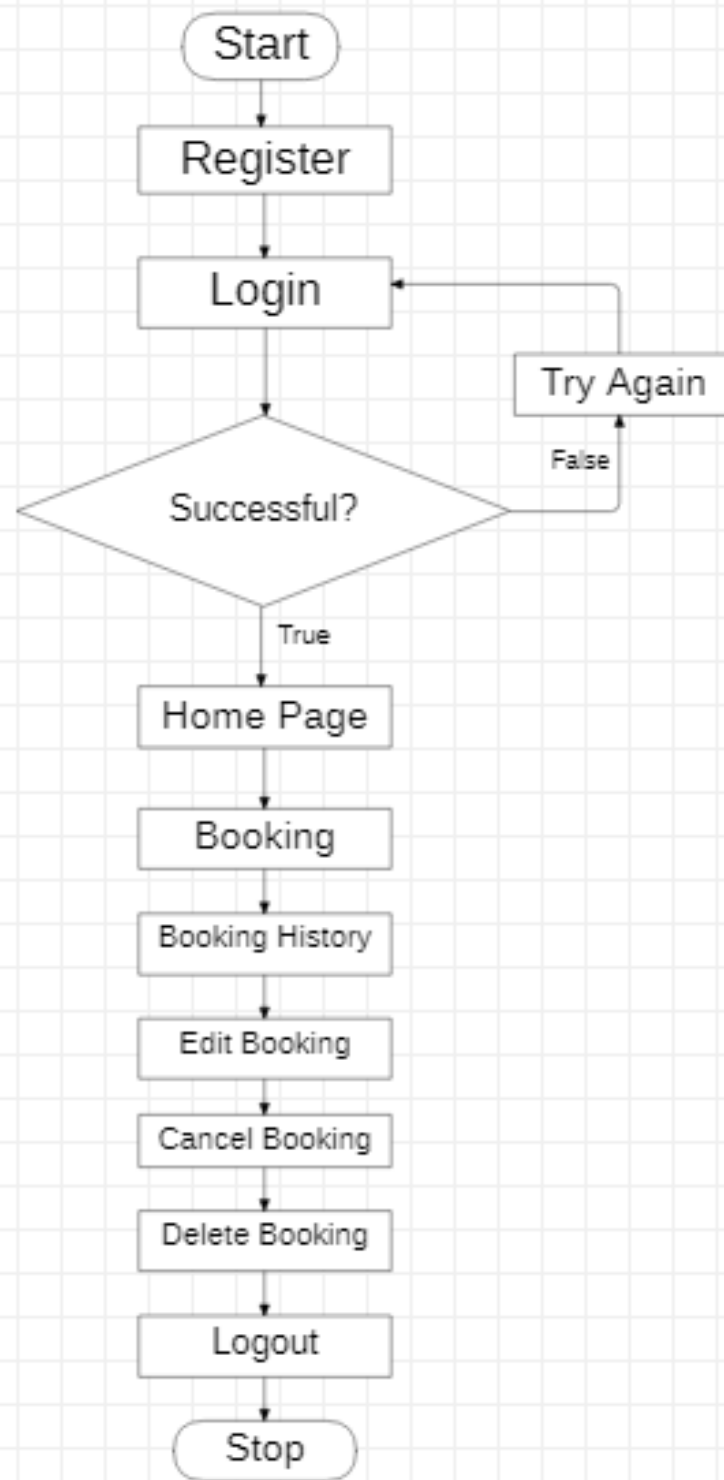 Start
Register
Login
Try Again
False
Successful?
True
Home Page
Booking
Booking History
Edit Booking
Cancel Booking
Delete Booking
Logout
Stop